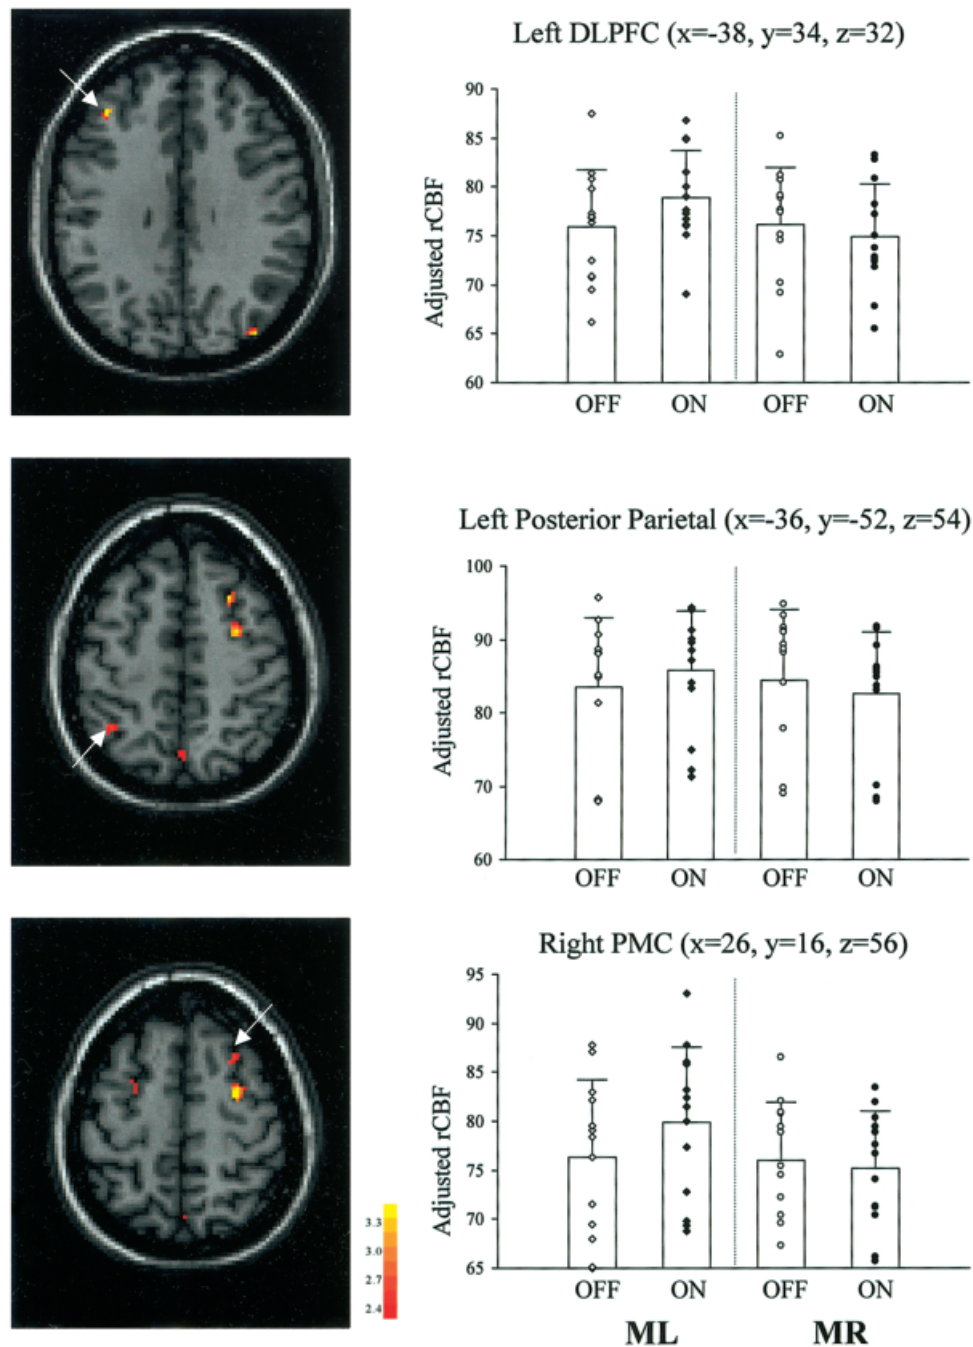 Left DLPFC (x=-38, y=34, z=32)
90
85
80
75
70
65
60
Adjusted rCBF
OFF ON OFF ON
Left Posterior Parietal (x=-36, y=-52, z=54)
100
90
80
70
60
Adjusted rCBF
OFF ON OFF ON
Right PMC (x=26, y=16, z=56)
95
90
85
80
75
70
65
Adjusted rCBF
OFF ON OFF ON
ML MR
3.3
3.0
2.7
2.4